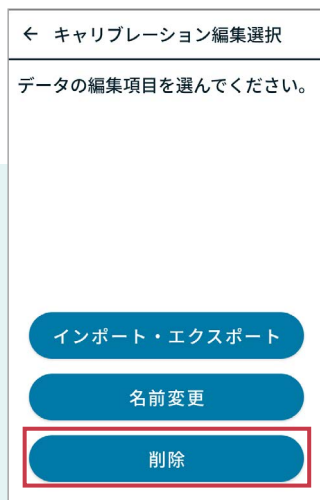 ← キャリブレーション編集選択
データの編集項目を選んでください。
インポート・エクスポート
名前変更
削除